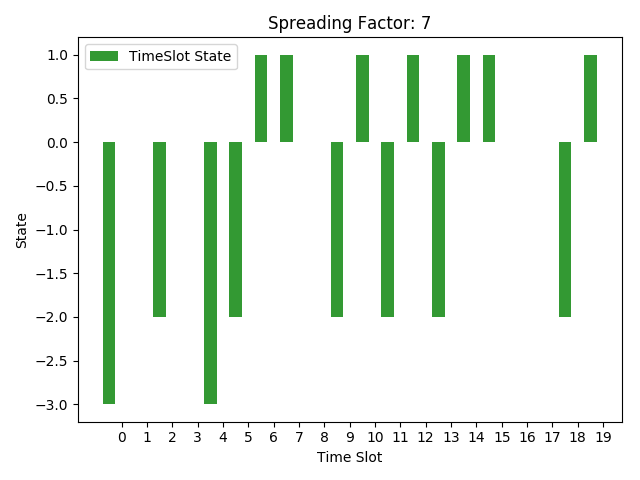 Spreading Factor: 7
TimeSlot State
1.0
0.5
0.0
−0.5
−1.0
−1.5
−2.0
−2.5
−3.0
State
0 1 2 3 4 5 6 7 8 9 10 11 12 13 14 15 16 17 18 19
Time Slot